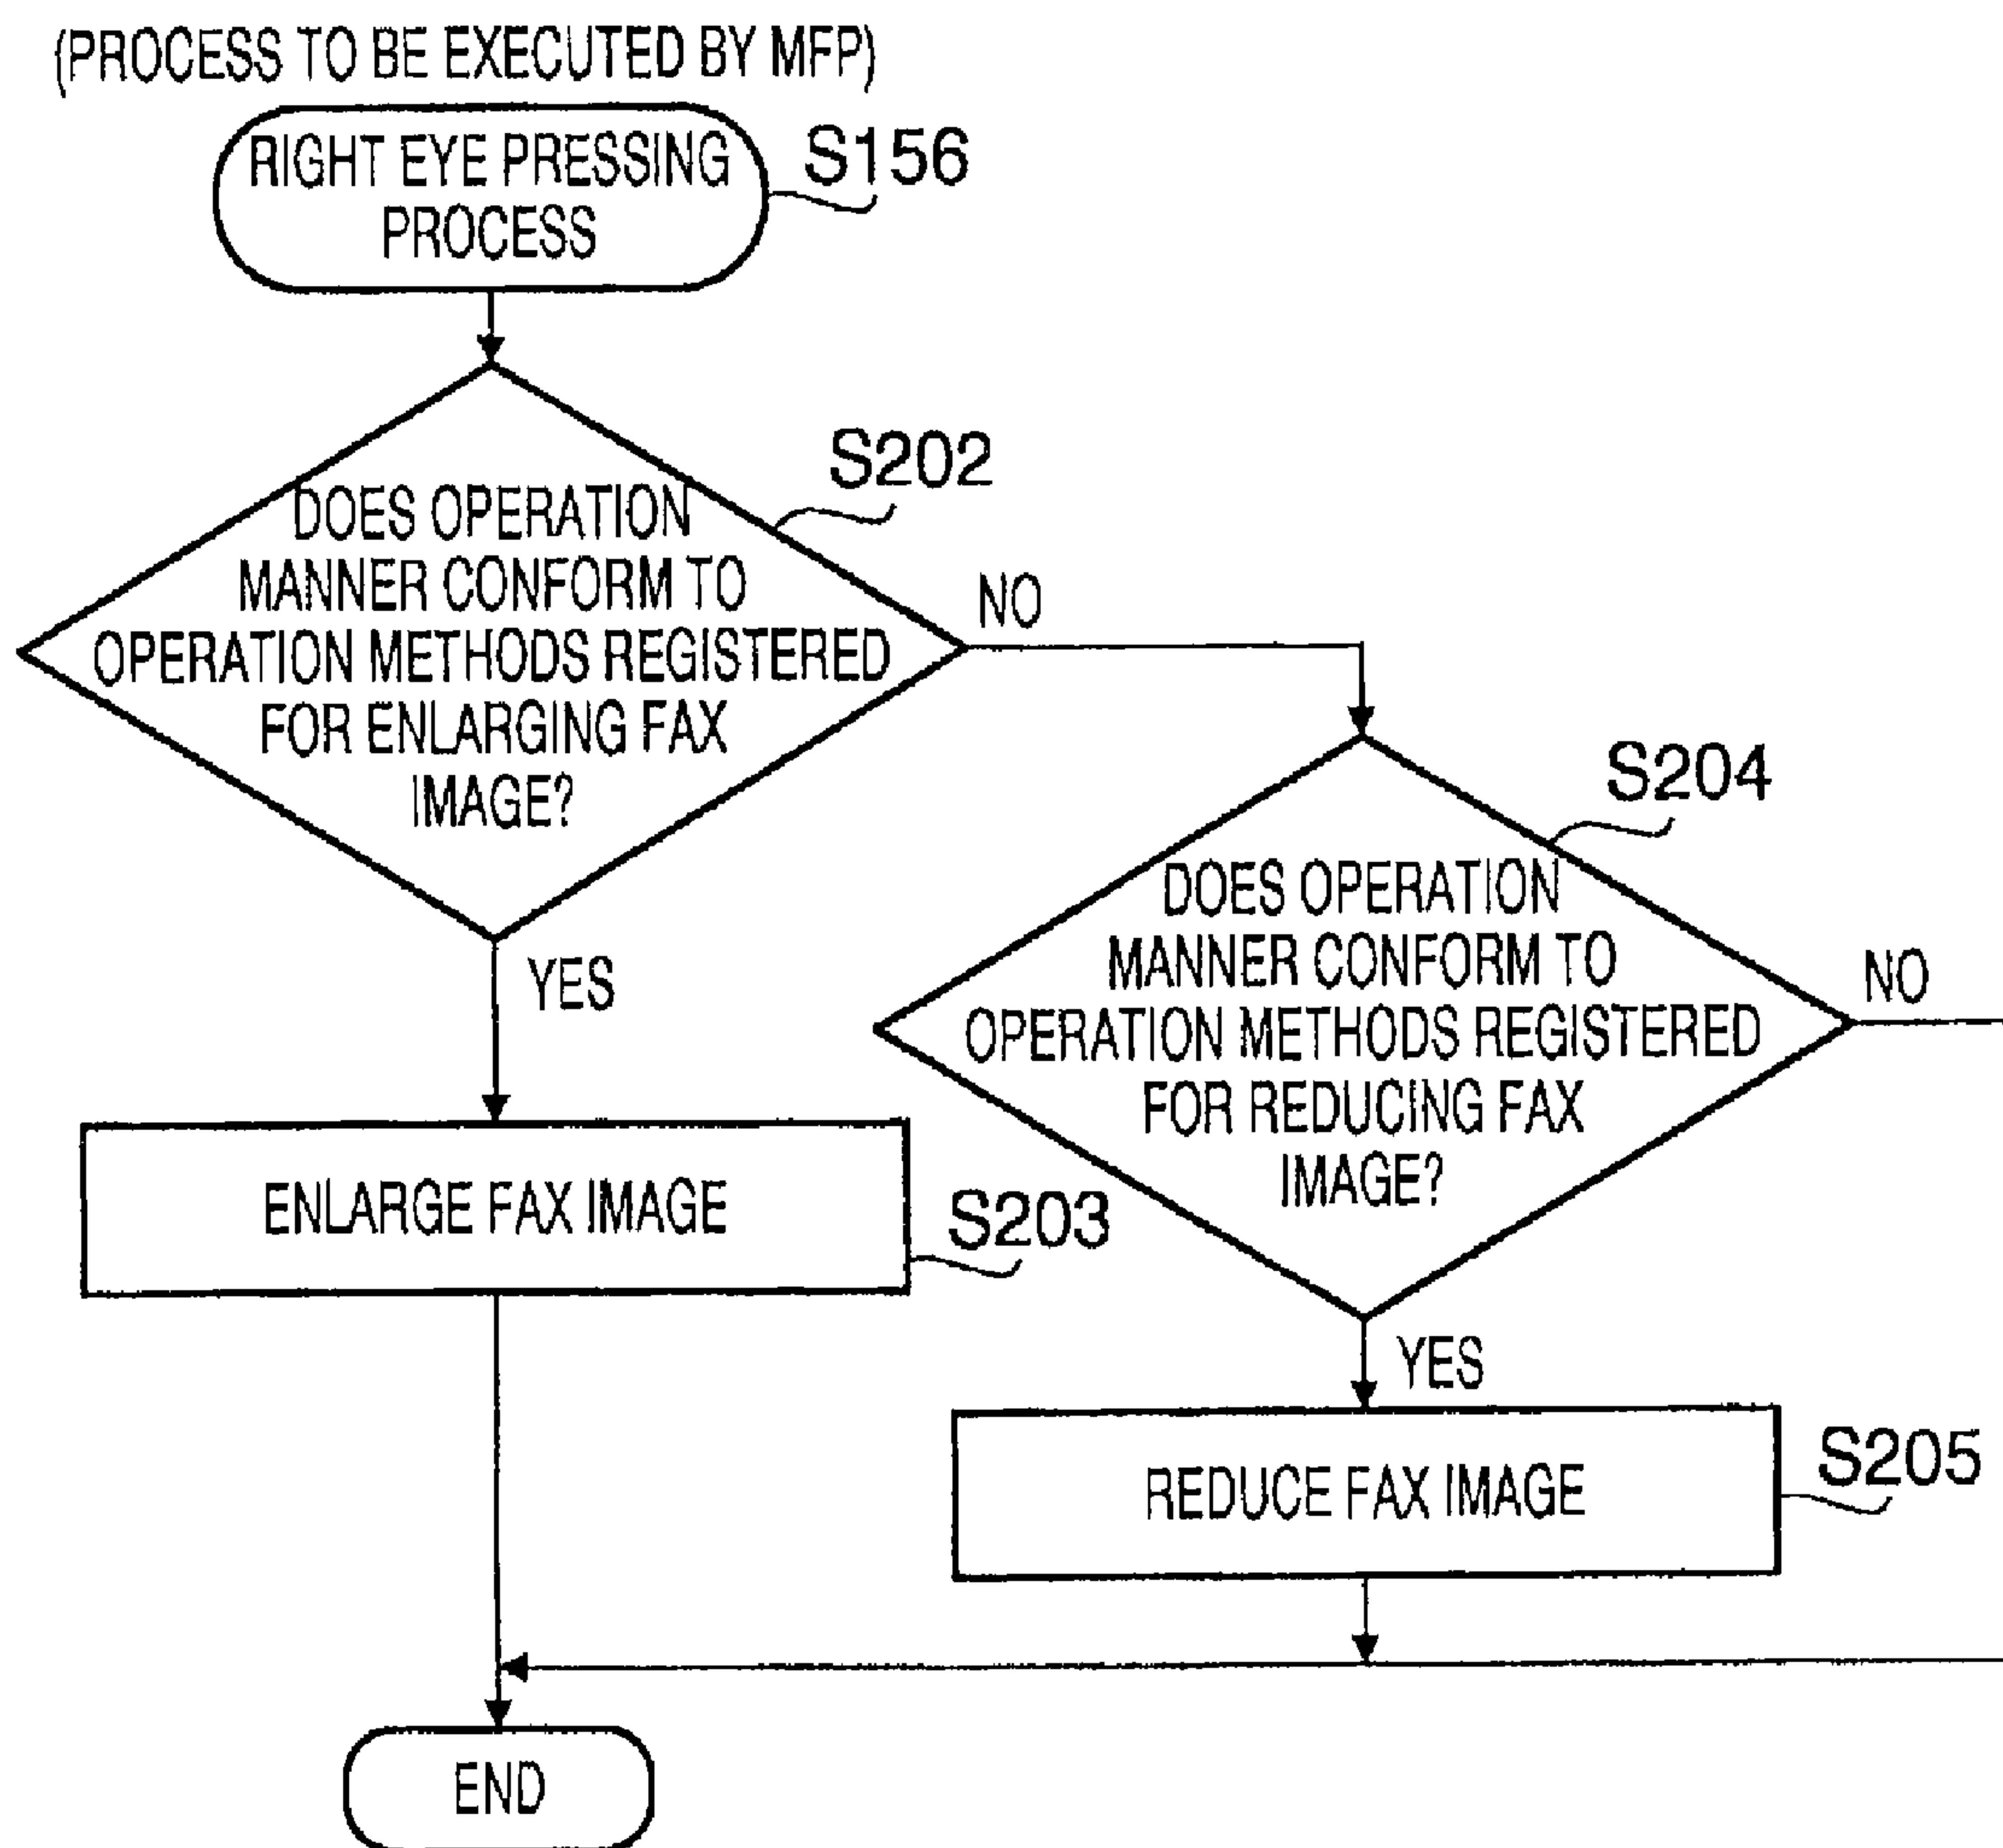 (PROCESS TO BE EXECUTED BY MFP)
RIGHT EYE PRESSING
PROCESS
S156
S202
DOES OPERATION
MANNER CONFORM TO
OPERATION METHODS REGISTERED
FOR ENLARGING FAX
IMAGE?
NO
YES
S204
DOES OPERATION
MANNER CONFORM TO
OPERATION METHODS REGISTERED
FOR REDUCING FAX
IMAGE?
NO
YES
ENLARGE FAX IMAGE
S203
REDUCE FAX IMAGE
S205
END